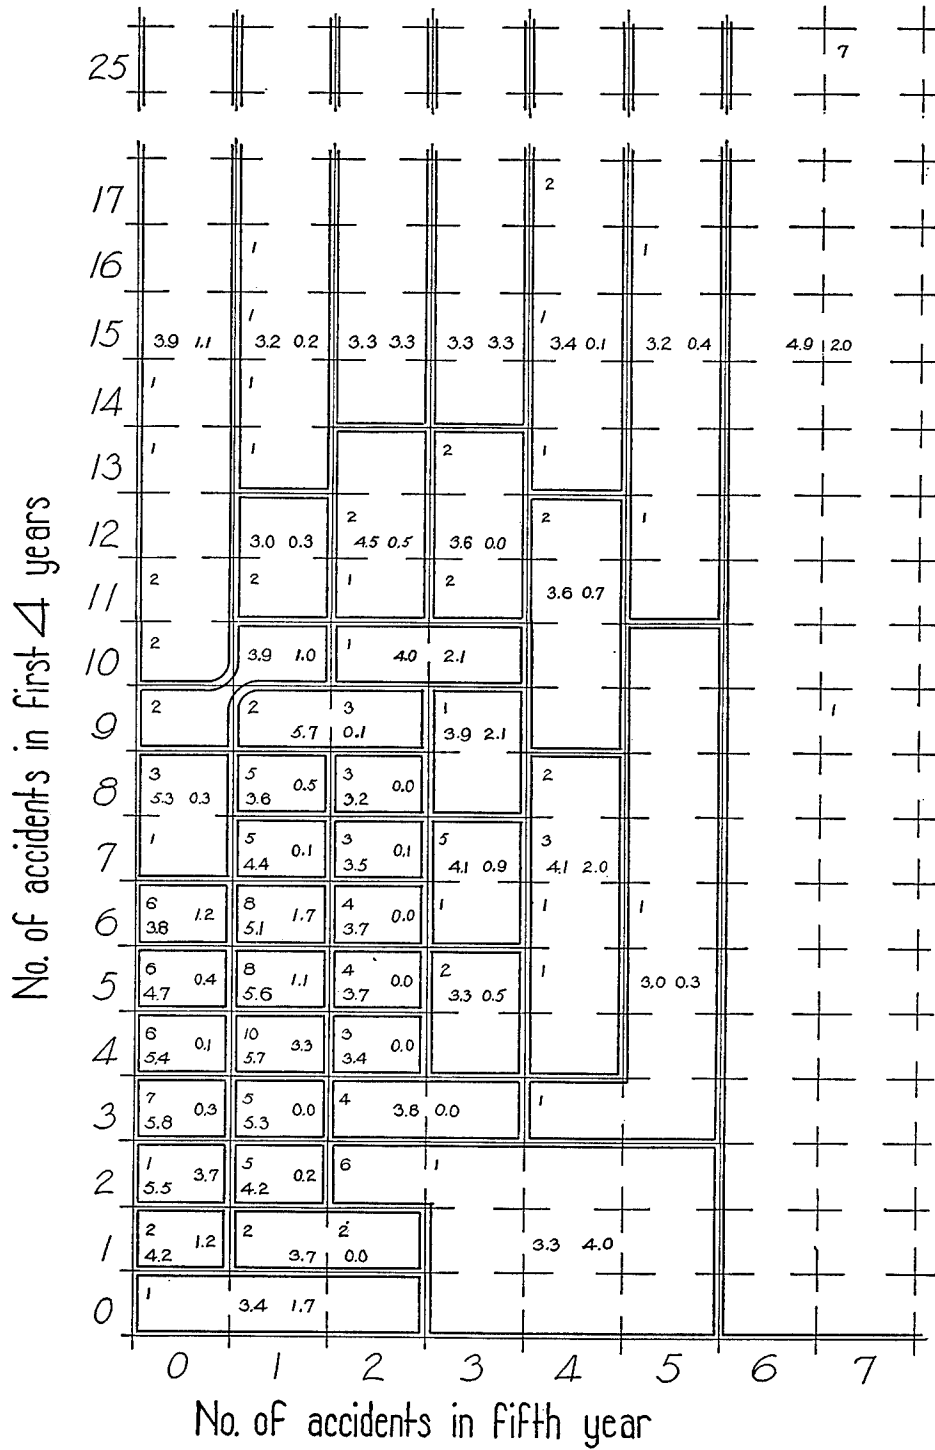 25 7
17 2
16 1 1
1 1
15 3.9 1.1 3.2 0.2 3.3 3.3 3.3 3.3 3.4 0.1 3.2 0.4 4.9 2.0
14 1 1
13 1 1 2 1
12 2 2 1
3.0 0.3 4.5 0.5 3.6 0.0
11 2 2 1 2 3.6 0.7
10 2 3.9 1.0 1 4.0 2.1
9 2 2 3 1 1
5.7 0.1 3.9 2.1
8 3 5 0.5 3 0.0 2
5.3 0.3 3.6 3.2
7 1 5 0.1 3 0.1 5 3
4.4 3.5 4.1 0.9 4.1 2.0
6 6 1.2 8 1.7 4 0.0 1 1 1
3.8 5.1 3.7
5 6 0.4 8 1.1 4 0.0 2 1
4.7 5.6 3.7 3.3 0.5 3.0 0.3
4 6 0.1 10 3.3 3 0.0
5.4 5.7 3.4
3 7 0.3 5 0.0 4 3.8 0.0 1
5.8 5.3
2 1 3.7 5 0.2 6 1
5.5 4.2
1 2 1.2 2 2 3.3 4.0
4.2 3.7 0.0
0 1 3.4 1.7
0 1 2 3 4 5 6 7
No. of accidents in fifth year
No. of accidents in first 4 years